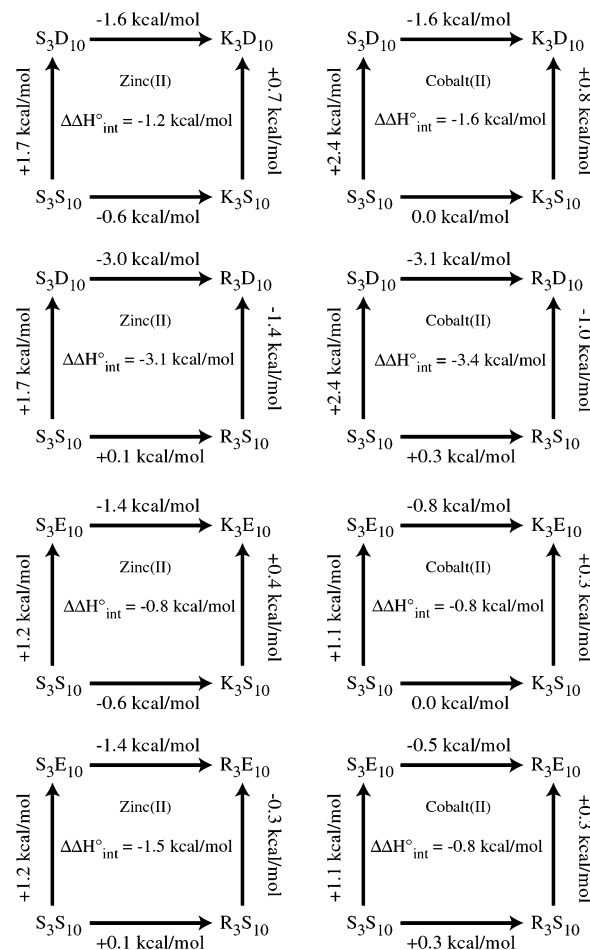 -1.6 kcal/mol
S3D10 K3D10
+1.7 kcal/mol
Zinc(II)
ΔΔH°int = -1.2 kcal/mol
+0.7 kcal/mol
S3S10 K3S10
-0.6 kcal/mol
-1.6 kcal/mol
S3D10 K3D10
+2.4 kcal/mol
Cobalt(II)
ΔΔH°int = -1.6 kcal/mol
+0.8 kcal/mol
S3S10 K3S10
0.0 kcal/mol
-3.0 kcal/mol
S3D10 R3D10
+1.7 kcal/mol
Zinc(II)
ΔΔH°int = -3.1 kcal/mol
-1.4 kcal/mol
S3S10 R3S10
+0.1 kcal/mol
-3.1 kcal/mol
S3D10 R3D10
+2.4 kcal/mol
Cobalt(II)
ΔΔH°int = -3.4 kcal/mol
-1.0 kcal/mol
S3S10 R3S10
+0.3 kcal/mol
-1.4 kcal/mol
S3E10 K3E10
+1.2 kcal/mol
Zinc(II)
ΔΔH°int = -0.8 kcal/mol
+0.4 kcal/mol
S3S10 K3S10
-0.6 kcal/mol
-0.8 kcal/mol
S3E10 K3E10
+1.1 kcal/mol
Cobalt(II)
ΔΔH°int = -0.8 kcal/mol
+0.3 kcal/mol
S3S10 K3S10
0.0 kcal/mol
-1.4 kcal/mol
S3E10 R3E10
+1.2 kcal/mol
Zinc(II)
ΔΔH°int = -1.5 kcal/mol
-0.3 kcal/mol
S3S10 R3S10
+0.1 kcal/mol
-0.5 kcal/mol
S3E10 R3E10
+1.1 kcal/mol
Cobalt(II)
ΔΔH°int = -0.8 kcal/mol
+0.3 kcal/mol
S3S10 R3S10
+0.3 kcal/mol